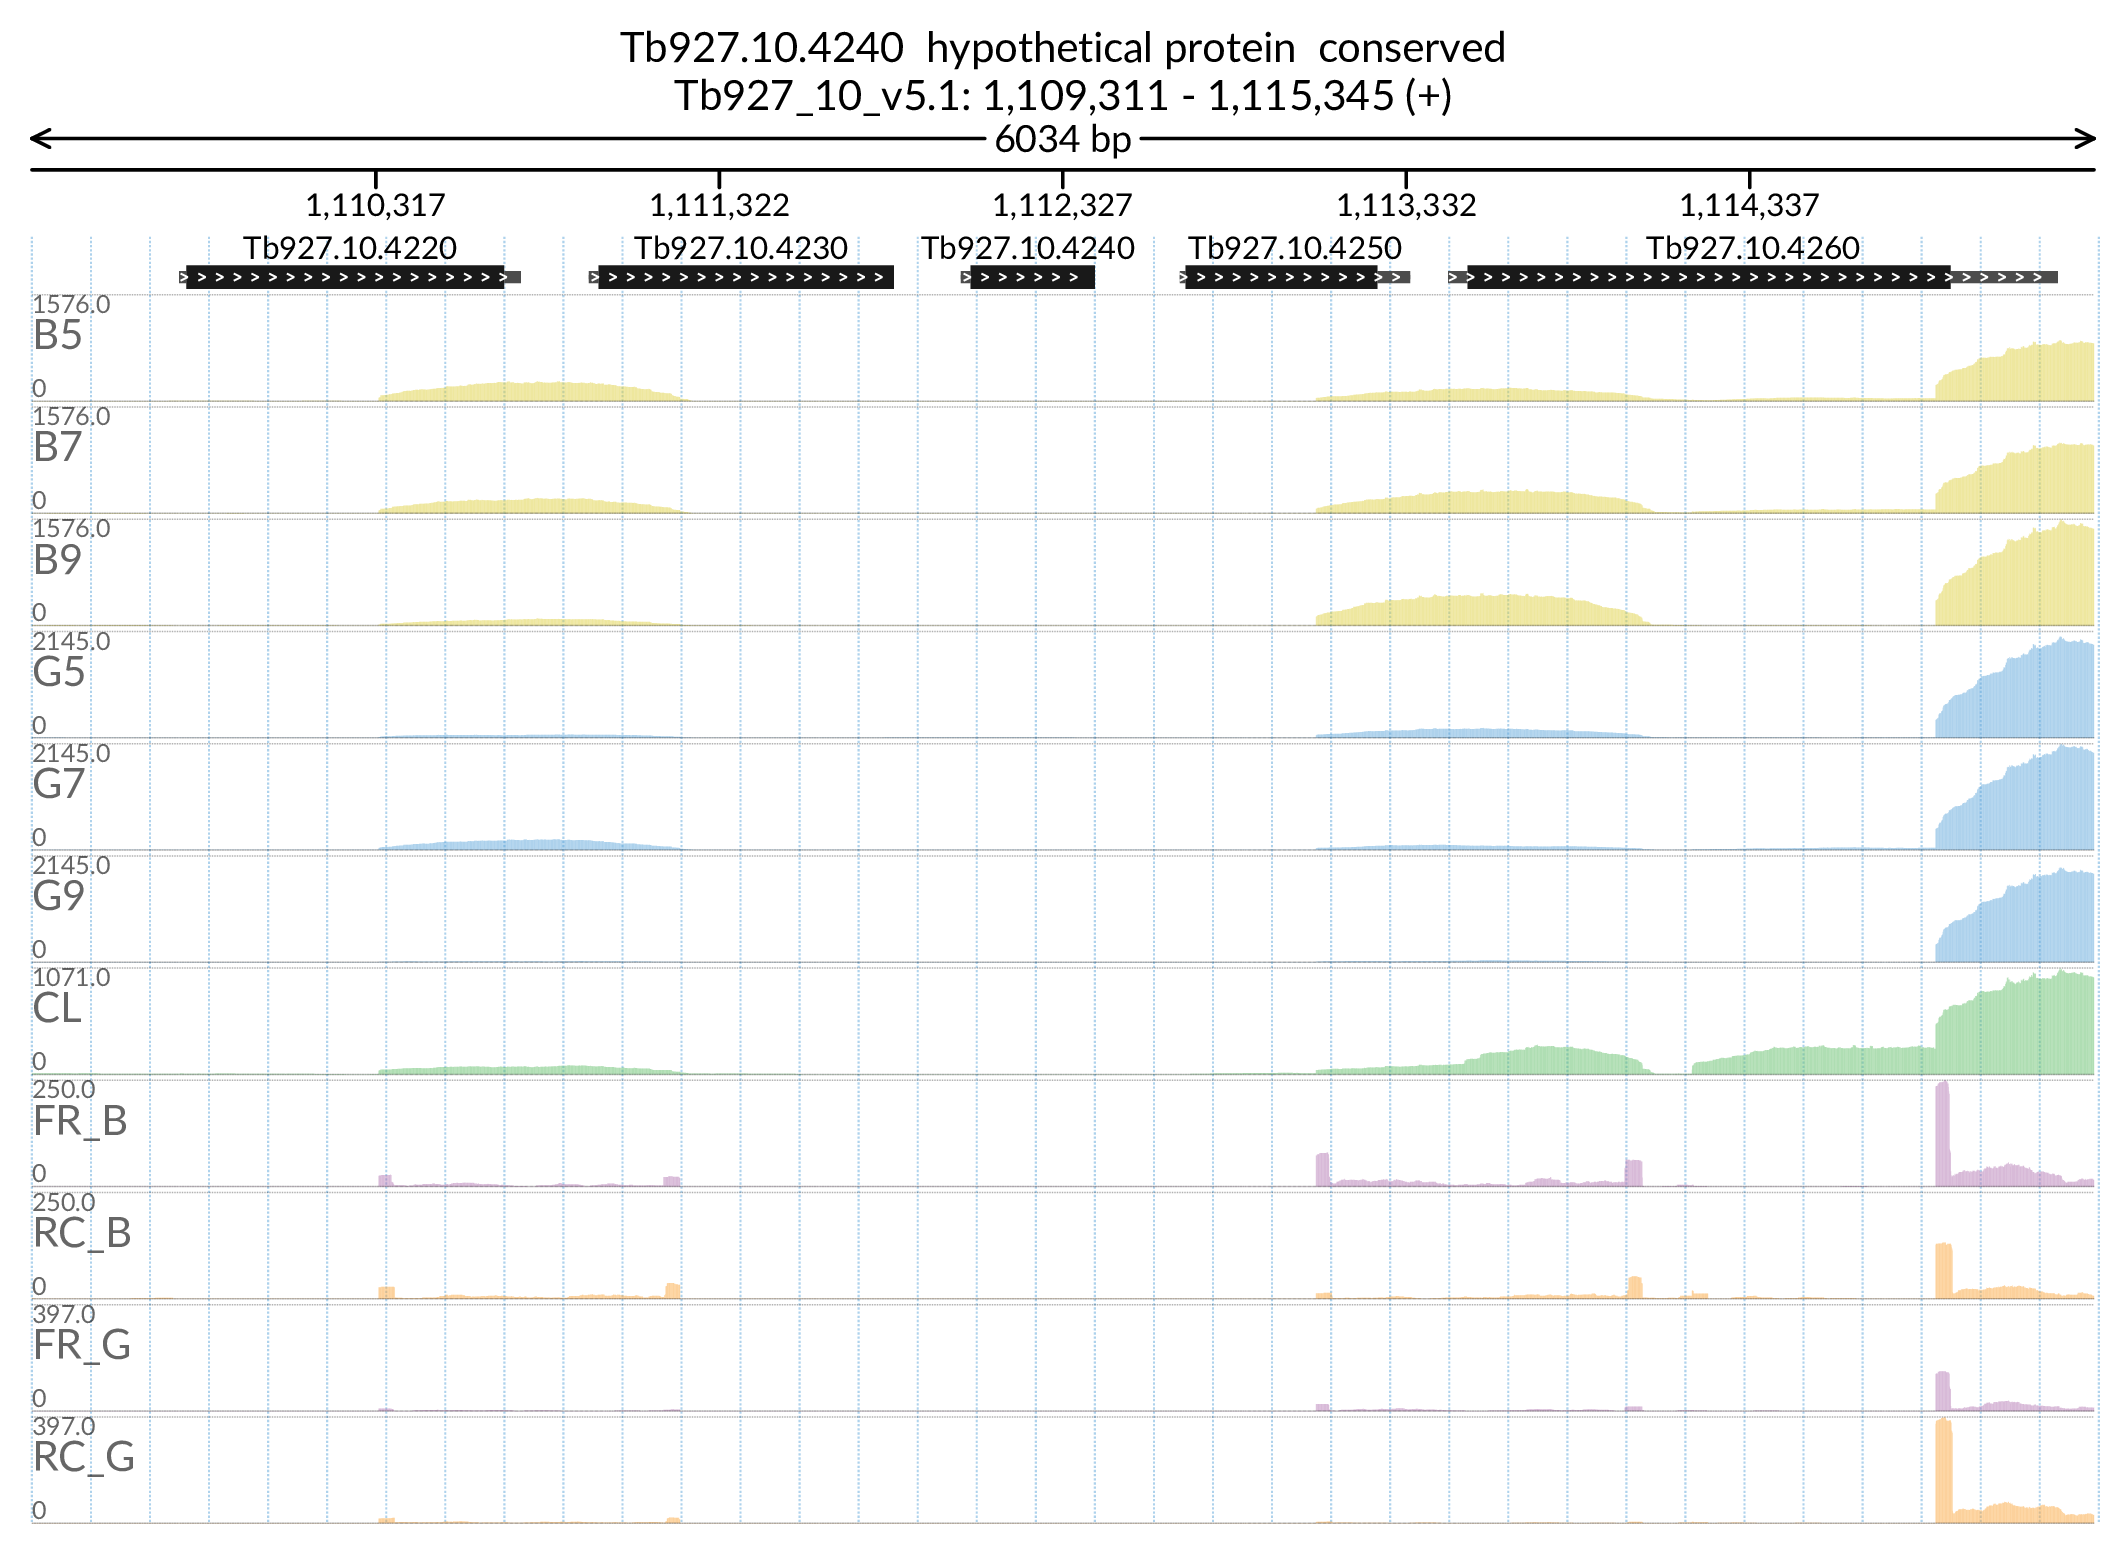 Tb927.10.4240  hypothetical protein  conserved
Tb927_10_v5.1: 1,109,311 - 1,115,345 (+)
6034 bp
1,110,317 1,111,322 1,112,327 1,113,332 1,114,337
Tb927.10.4220 Tb927.10.4230 Tb927.10.4240 Tb927.10.4250 Tb927.10.4260
1576.0
B5
0
1576.0
B7
0
1576.0
B9
0
2145.0
G5
0
2145.0
G7
0
2145.0
G9
0
1071.0
CL
0
250.0
FR_B
0
250.0
RC_B
0
397.0
FR_G
0
397.0
RC_G
0